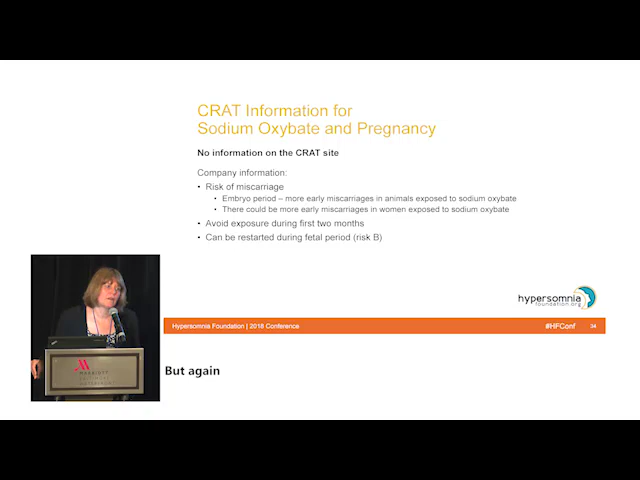 CRAT Information for
Sodium Oxybate and Pregnancy
No information on the CRAT site
Company information:
• Risk of miscarriage
• Embryo period – more early miscarriages in animals exposed to sodium oxybate
• There could be more early miscarriages in women exposed to sodium oxybate
• Avoid exposure during first two months
• Can be restarted during fetal period (risk B)
hypersomnia
foundation.org
Hypersomnia Foundation | 2018 Conference #HFConf 34
MARRIOTT
But again